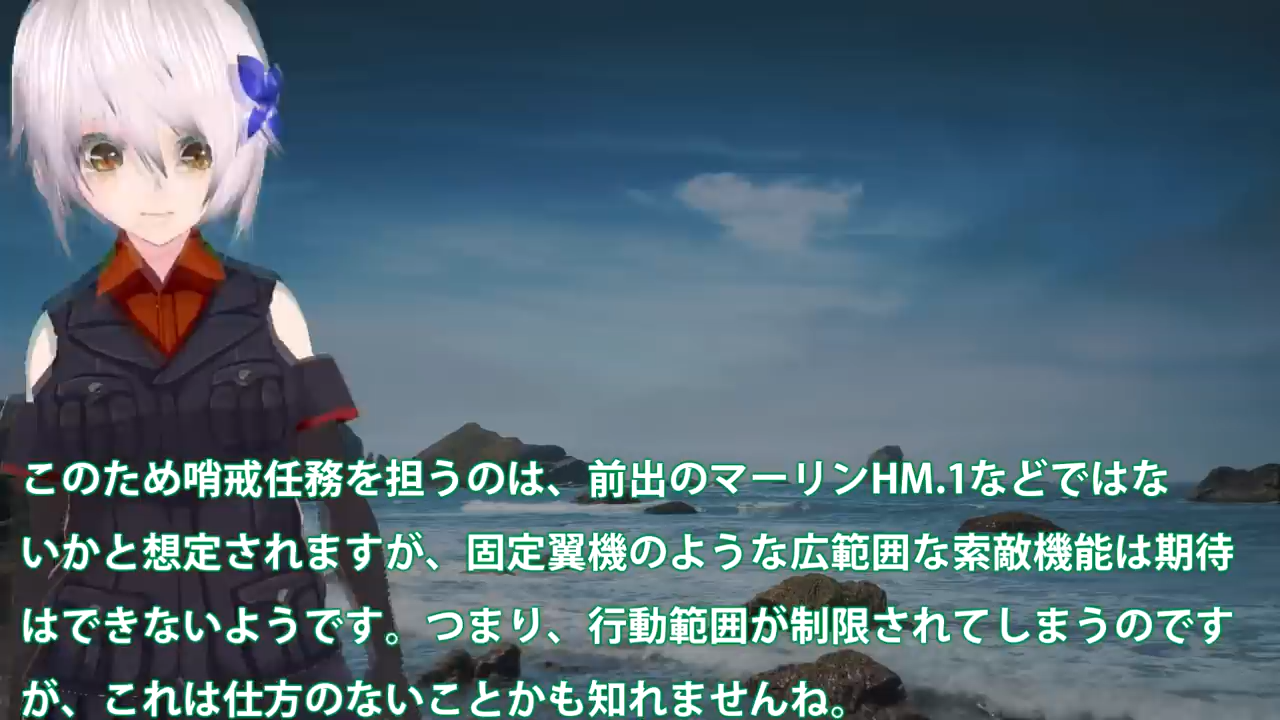 このため哨戒任務を担うのは、前出のマーリンHM.1などではな
いかと想定されますが、固定翼機のような広範囲な索敵機能は期待
はできないようです。つまり、行動範囲が制限されてしまうのです
が、これは仕方のないことかも知れませんね。